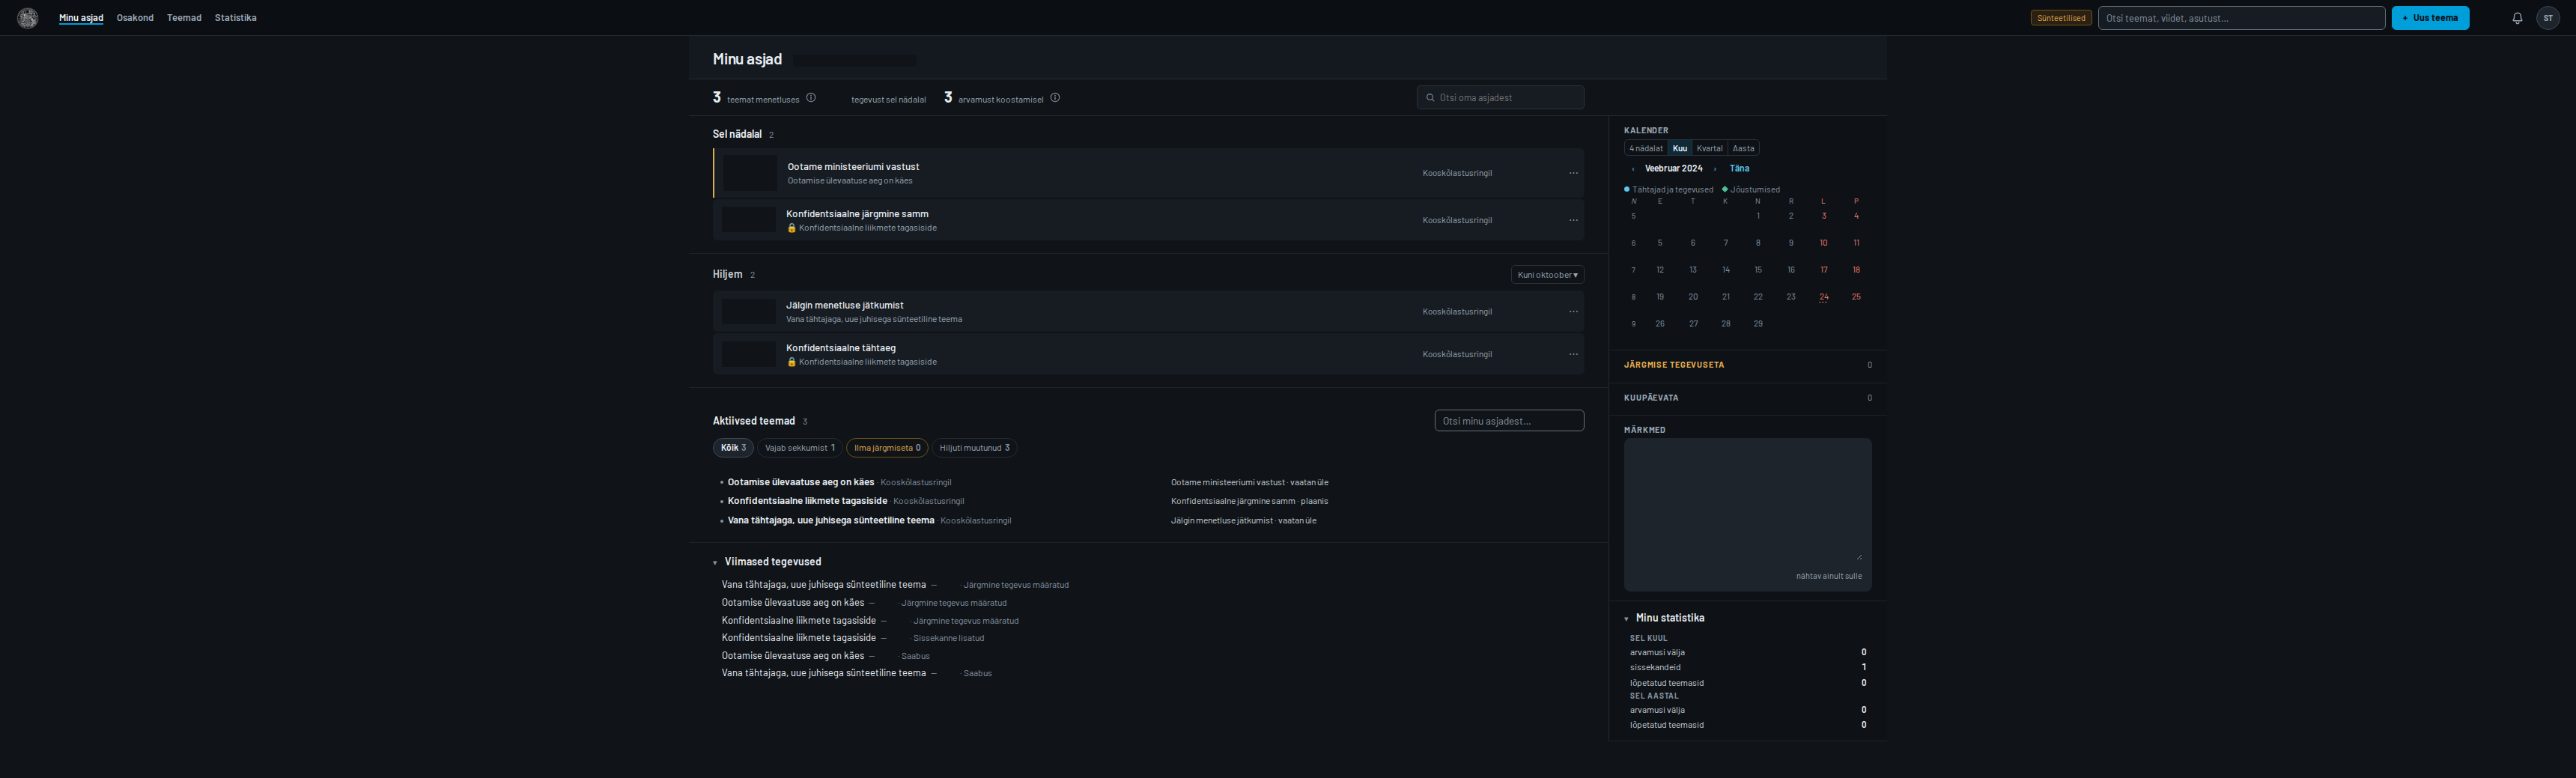 Minu asjad Osakond Teemad Statistika Sünteetilised Otsi teemat, viidet, asutust... + Uus teema ST
Minu asjad
3 teemat menetluses tegevust sel nädalal 3 arvamust koostamisel Otsi oma asjadest
Sel nädalal 2
Ootame ministeeriumi vastust
Ootamise ülevaatuse aeg on käes
Kooskõlastusringil ...
Konfidentsiaalne järgmine samm
🔒 Konfidentsiaalne liikmete tagasiside
Kooskõlastusringil ...
Hiljem 2 Kuni oktoober ▾
Jälgin menetluse jätkumist
Vana tähtajaga, uue juhisega sünteetiline teema
Kooskõlastusringil ...
Konfidentsiaalne tähtaeg
🔒 Konfidentsiaalne liikmete tagasiside
Kooskõlastusringil ...
Aktiivsed teemad 3 Otsi minu asjadest...
Kõik 3 Vajab sekkumist 1 Ilma järgmiseta 0 Hiljuti muutunud 3
• Ootamise ülevaatuse aeg on käes · Kooskõlastusringil Ootame ministeeriumi vastust · vaatan üle
• Konfidentsiaalne liikmete tagasiside · Kooskõlastusringil Konfidentsiaalne järgmine samm · plaanis
• Vana tähtajaga, uue juhisega sünteetiline teema · Kooskõlastusringil Jälgin menetluse jätkumist · vaatan üle
▾ Viimased tegevused
Vana tähtajaga, uue juhisega sünteetiline teema — · Järgmine tegevus määratud
Ootamise ülevaatuse aeg on käes — · Järgmine tegevus määratud
Konfidentsiaalne liikmete tagasiside — · Järgmine tegevus määratud
Konfidentsiaalne liikmete tagasiside — · Sissekanne lisatud
Ootamise ülevaatuse aeg on käes — · Saabus
Vana tähtajaga, uue juhisega sünteetiline teema — · Saabus
KALENDER
4 nädalat Kuu Kvartal Aasta
‹ Veebruar 2024 › Täna
Tähtajad ja tegevused Jõustumised
N E T K N R L P
5 1 2 3 4
6 5 6 7 8 9 10 11
7 12 13 14 15 16 17 18
8 19 20 21 22 23 24 25
9 26 27 28 29
JÄRGMISE TEGEVUSETA 0
KUUPÄEVATA 0
MÄRKMED
nähtav ainult sulle
▾ Minu statistika
SEL KUUL
arvamusi välja 0
sissekandeid 1
lõpetatud teemasid 0
SEL AASTAL
arvamusi välja 0
lõpetatud teemasid 0